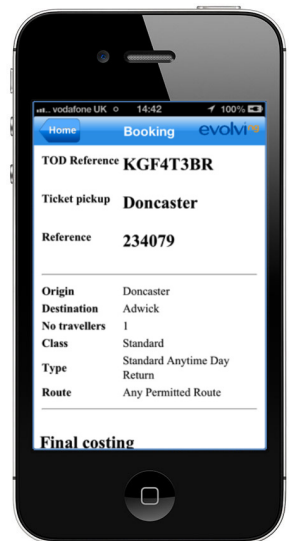 vodafone UK 14:42 100%
Home Booking evolvi
TOD Reference KGF4T3BR
Ticket pickup Doncaster
Reference 234079
Origin Doncaster
Destination Adwick
No travellers 1
Class Standard
Type Standard Anytime Day
Return
Route Any Permitted Route
Final costing